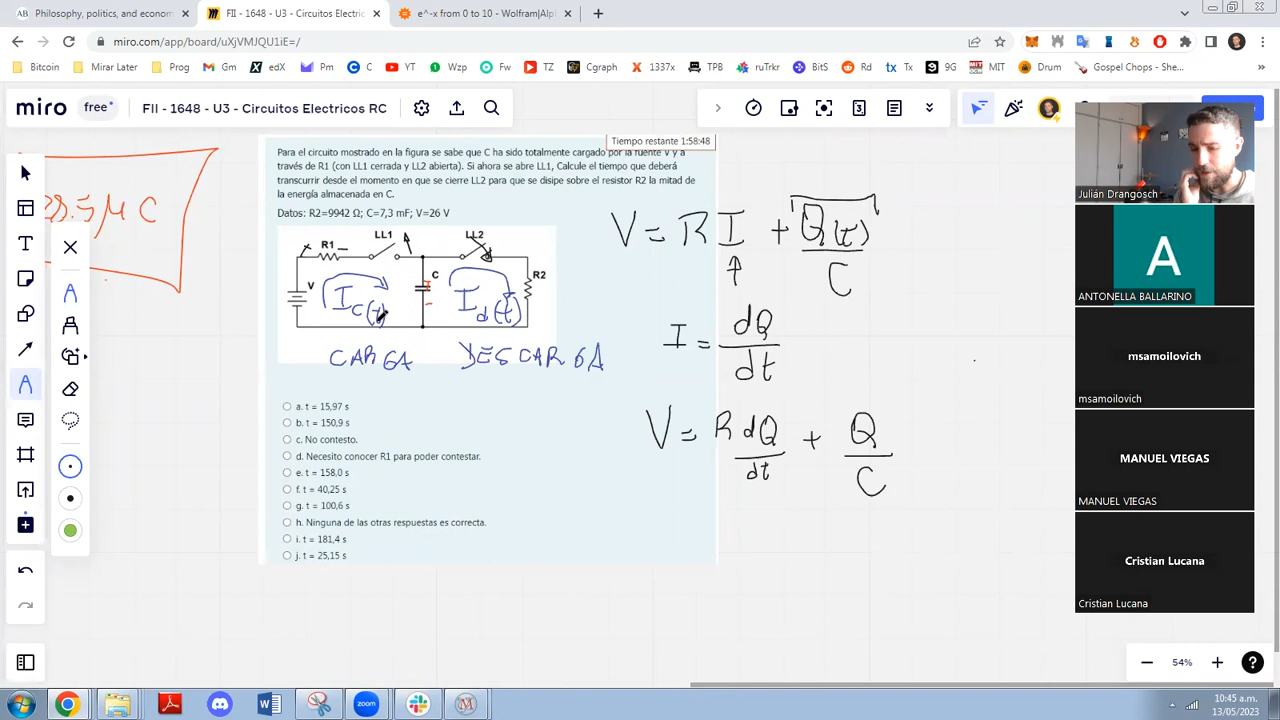 Philosophy, politics, and econom
FII - 1648 - U3 - Circuitos Electric
e^-x from 0 to 10 - Wolfram|Alp
miro.com/app/board/uXjVMJQU1iE=/
Bitcoin
Mirar Later
Prog
Gm
edX
Pm
YT
Wzp
Fw
TZ
Cgraph
1337x
TPB
ruTrkr
BitS
Rd
Tx
9G
MIT
Drum
Gospel Chops - She...
miro
free
FII - 1648 - U3 - Circuitos Electricos RC
Tiempo restante 1:58:48
Para el circuito mostrado en la figura se sabe que C ha sido totalmente cargado por la fuente V y a
través de R1 (con LL1 cerrada y LL2 abierta). Si ahora se abre LL1, Calcule el tiempo que deberá
transcurrir desde el momento en que se cierre LL2 para que se disipe sobre el resistor R2 la mitad de
la energía almacenada en C.
Datos: R2=9942 Ω; C=7,3 mF; V=26 V
R1
LL1
LL2
V
C
R2
I c(t)
I d(t)
CARGA
DESCARGA
a. t = 15,97 s
b. t = 150,9 s
c. No contesto.
d. Necesito conocer R1 para poder contestar.
e. t = 158,0 s
f. t = 40,25 s
g. t = 100,6 s
h. Ninguna de las otras respuestas es correcta.
i. t = 181,4 s
j. t = 25,15 s
μ C
V = R I + Q(t)
C
I = dQ
dt
V = R dQ + Q
dt C
Julián Drangosch
A
ANTONELLA BALLARINO
msamoilovich
msamoilovich
MANUEL VIEGAS
MANUEL VIEGAS
Cristian Lucana
Cristian Lucana
54%
10:45 a.m.
13/05/2023